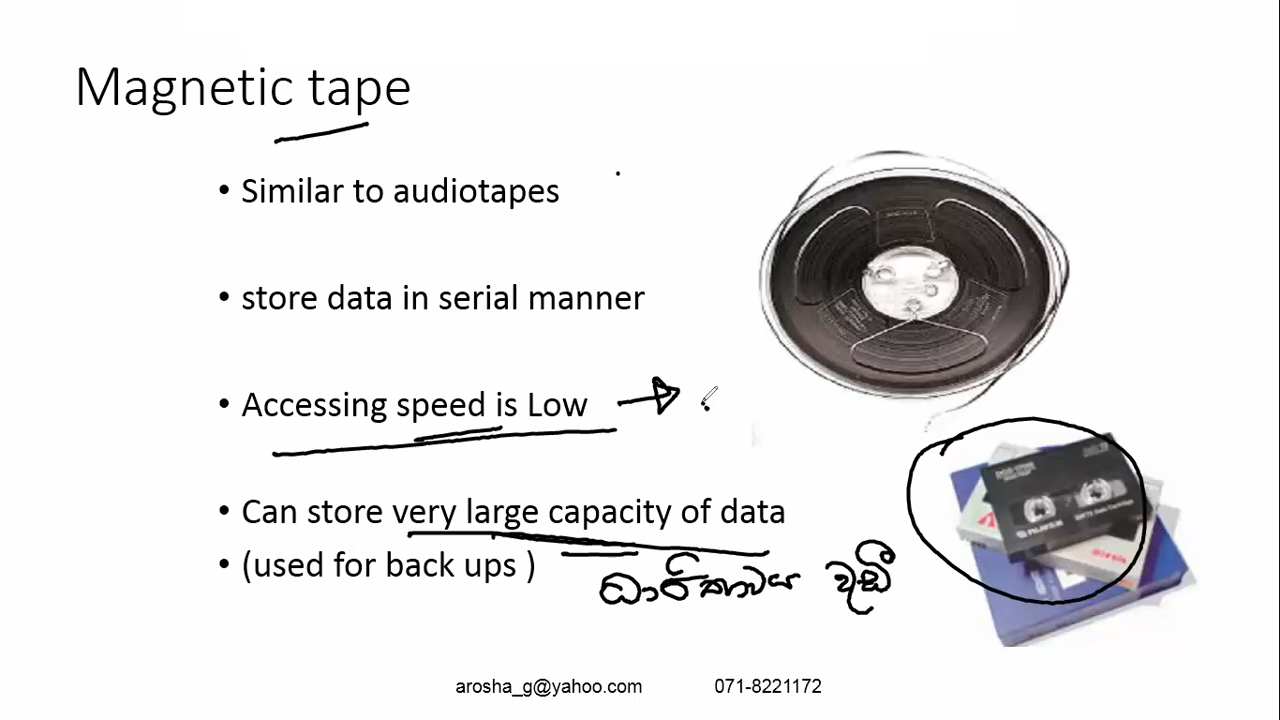 Magnetic tape
• Similar to audiotapes
• store data in serial manner
• Accessing speed is Low
• Can store very large capacity of data
• (used for back ups )
ධාරිතාවය වැඩී
arosha_g@yahoo.com 071-8221172